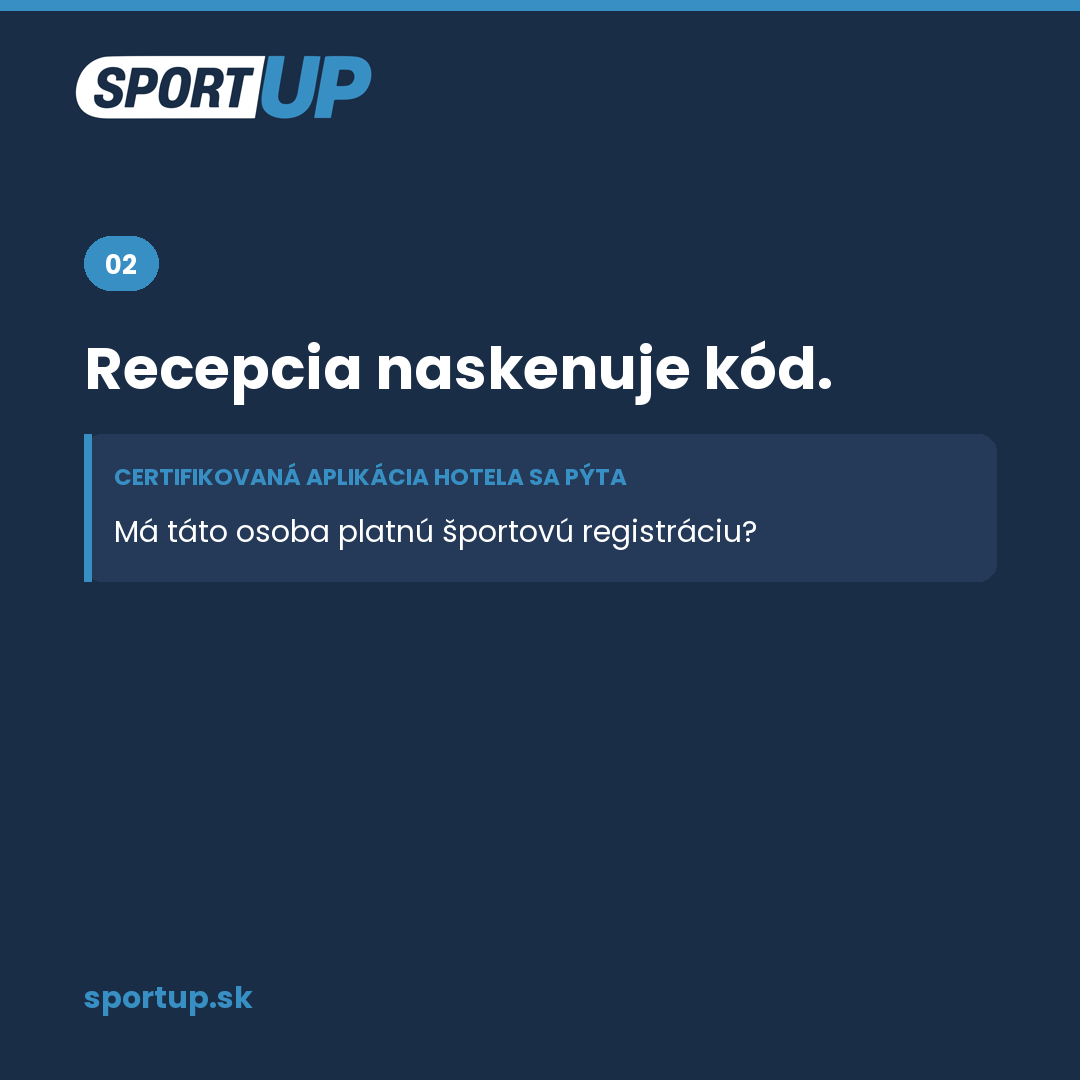 SPORTUP
02
Recepcia naskenuje kód.
CERTIFIKOVANÁ APLIKÁCIA HOTELA SA PÝTA
Má táto osoba platnú športovú registráciu?
sportup.sk